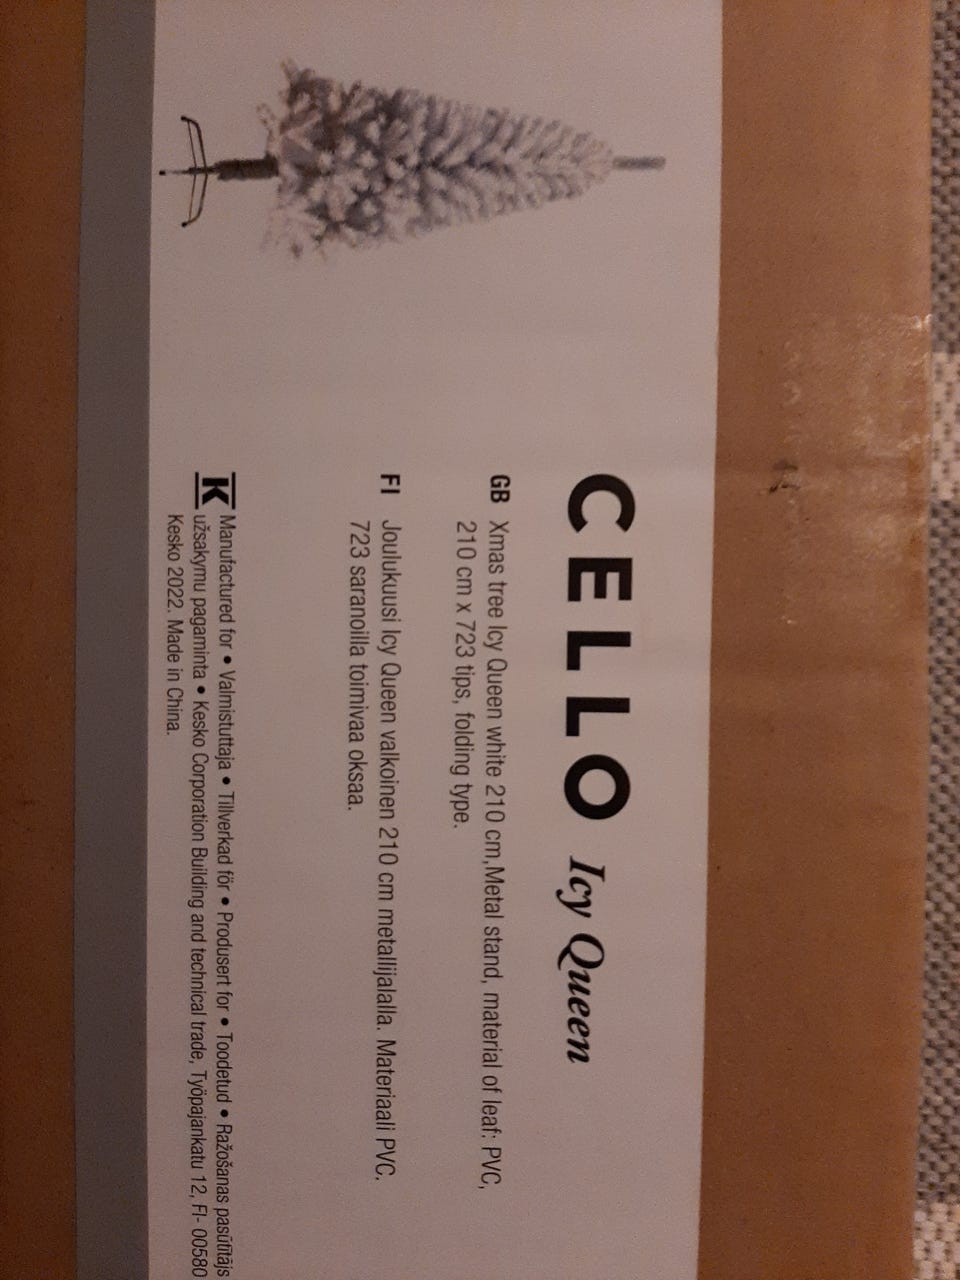 CELLO Icy Queen
GB Xmas tree Icy Queen white 210 cm,Metal stand, material of leaf: PVC,
210 cm x 723 tips, folding type.
FI Joulukuusi Icy Queen valkoinen 210 cm metallijalalla. Materiaali PVC.
723 saranoilla toimivaa oksaa.
K Manufactured for • Valmistuttaja • Tillverkad för • Produsert for • Toodetud • Ražošanas pasūtītājs
užsakymu pagaminta • Kesko Corporation Building and technical trade, Työpajankatu 12, FI- 00580
Kesko 2022. Made in China.